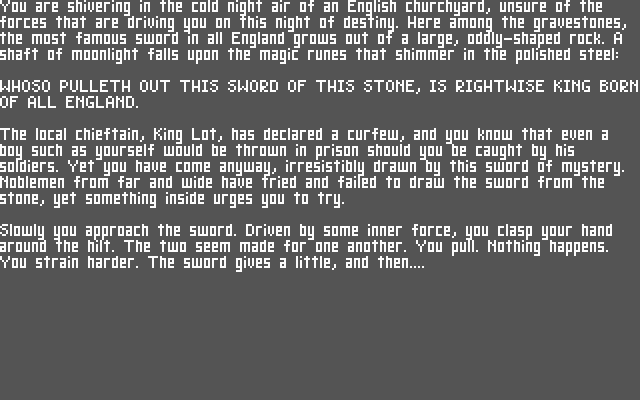 You are shivering in the cold night air of an English churchyard, unsure of the
forces that are driving you on this night of destiny. Here among the gravestones,
the most famous sword in all England grows out of a large, oddly-shaped rock. A
shaft of moonlight falls upon the magic runes that shimmer in the polished steel:
WHOSO PULLETH OUT THIS SWORD OF THIS STONE, IS RIGHTWISE KING BORN
OF ALL ENGLAND.
The local chieftain, King Lot, has declared a curfew, and you know that even a
boy such as yourself would be thrown in prison should you be caught by his
soldiers. Yet you have come anyway, irresistibly drawn by this sword of mystery.
Noblemen from far and wide have tried and failed to draw the sword from the
stone, yet something inside urges you to try.
Slowly you approach the sword. Driven by some inner force, you clasp your hand
around the hilt. The two seem made for one another. You pull. Nothing happens.
You strain harder. The sword gives a little, and then....